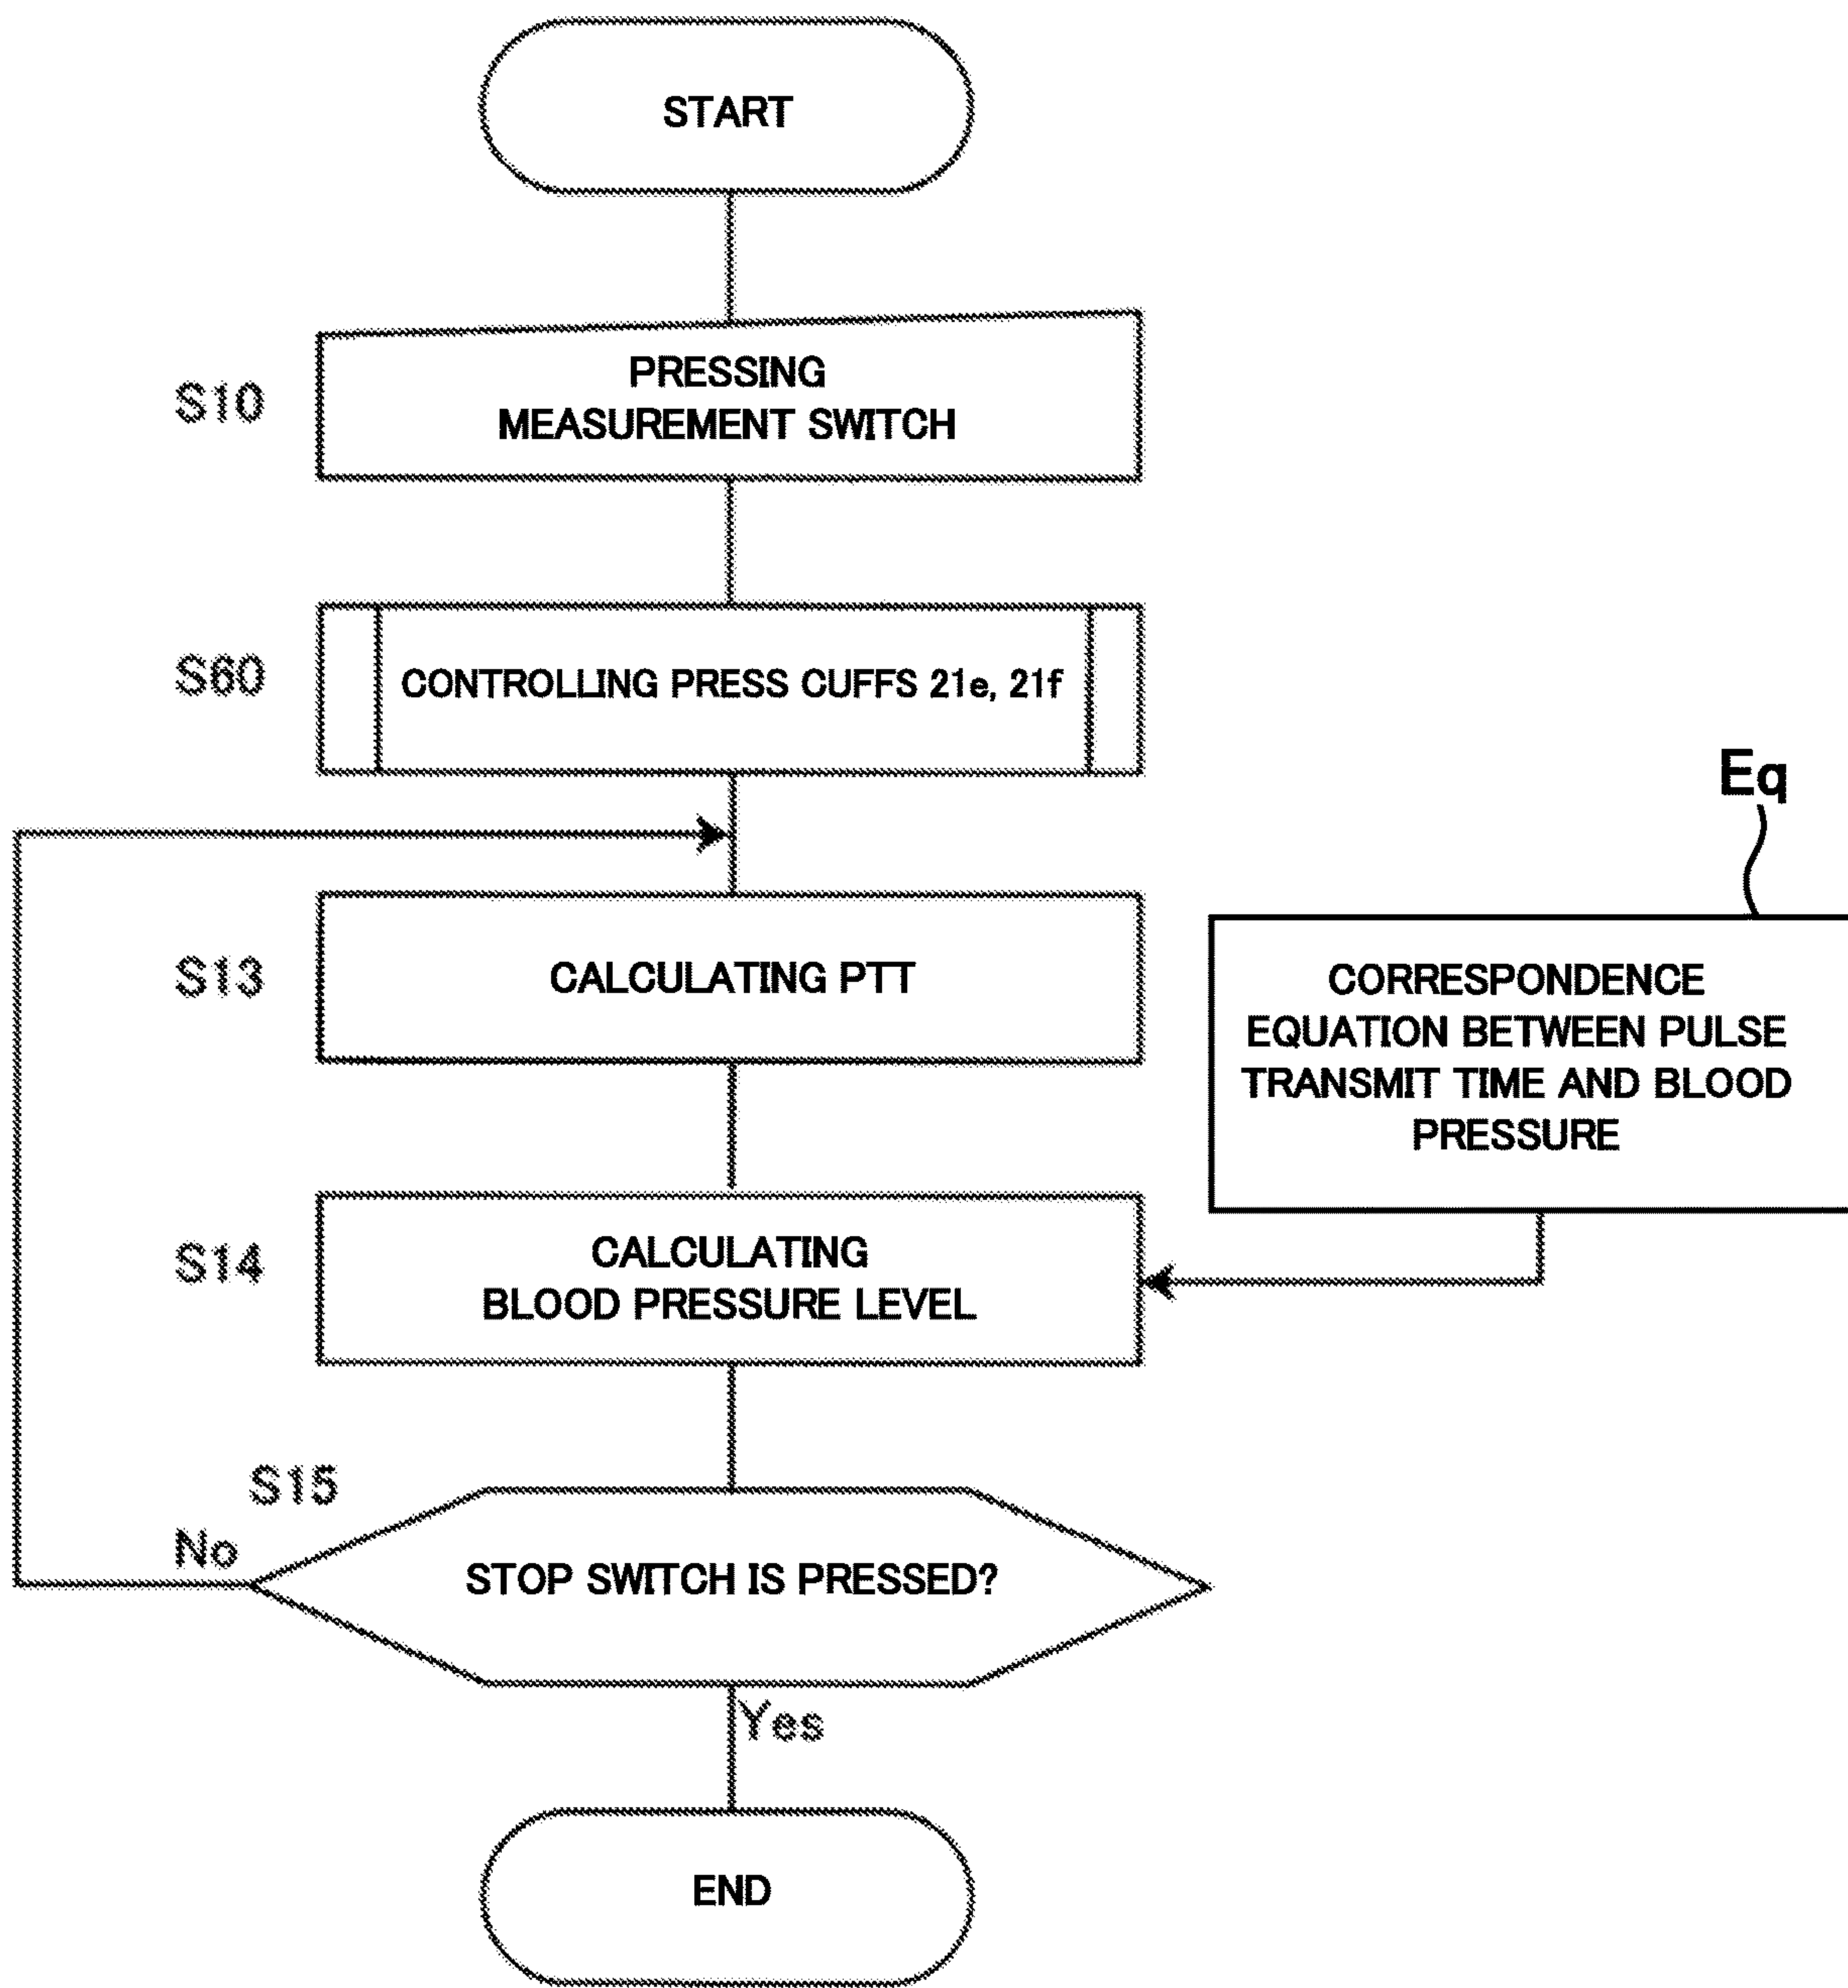 START
S10
PRESSING
MEASUREMENT SWITCH
S60
CONTROLLING PRESS CUFFS 21e, 21f
Eq
S13
CALCULATING PTT
CORRESPONDENCE
EQUATION BETWEEN PULSE
TRANSMIT TIME AND BLOOD
PRESSURE
S14
CALCULATING
BLOOD PRESSURE LEVEL
S15
No
STOP SWITCH IS PRESSED?
Yes
END